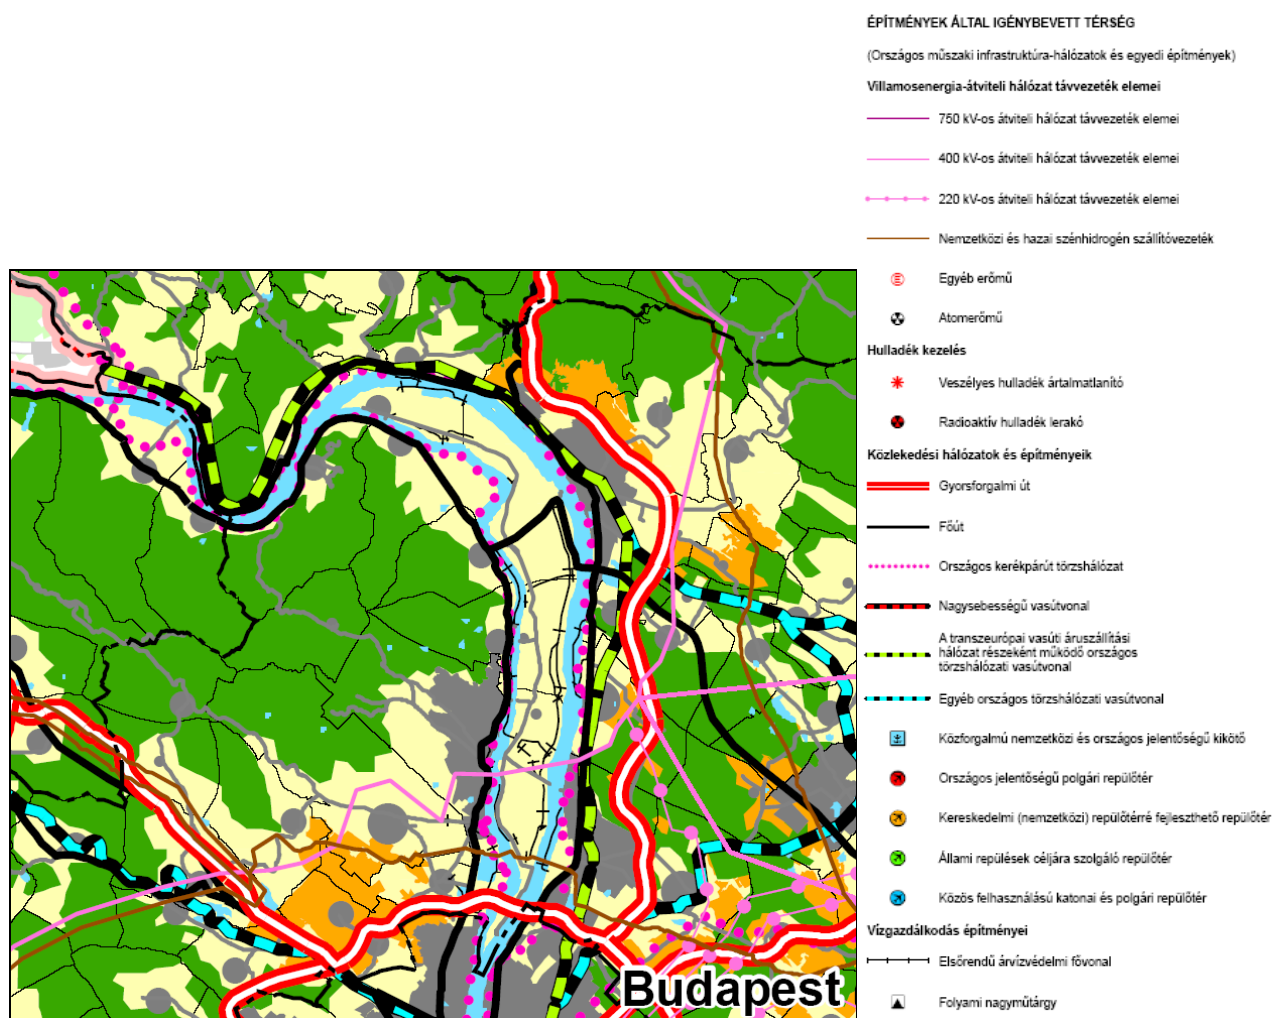 ÉPÍTMÉNYEK ÁLTAL IGÉNYBEVETT TÉRSÉG
(Országos műszaki infrastruktúra-hálózatok és egyedi építmények)
Villamosenergia-átviteli hálózat távvezeték elemei
750 kV-os átviteli hálózat távvezeték elemei
400 kV-os átviteli hálózat távvezeték elemei
220 kV-os átviteli hálózat távvezeték elemei
Nemzetközi és hazai szénhidrogén szállítóvezeték
Egyéb erőmű
Atomerőmű
Hulladék kezelés
Veszélyes hulladék ártalmatlanító
Radioaktív hulladék lerakó
Közlekedési hálózatok és építményeik
Gyorsforgalmi út
Főút
Országos kerékpárút törzshálózat
Nagysebességű vasútvonal
A transzeurópai vasúti áruszállítási
hálózat részeként működő országos
törzshálózati vasútvonal
Egyéb országos törzshálózati vasútvonal
Közforgalmú nemzetközi és országos jelentőségű kikötő
Országos jelentőségű polgári repülőtér
Kereskedelmi (nemzetközi) repülőtérré fejleszthető repülőtér
Állami repülések céljára szolgáló repülőtér
Közös felhasználású katonai és polgári repülőtér
Vízgazdálkodás építményei
Elsőrendű árvízvédelmi fővonal
Folyami nagyműtárgy
Budapest